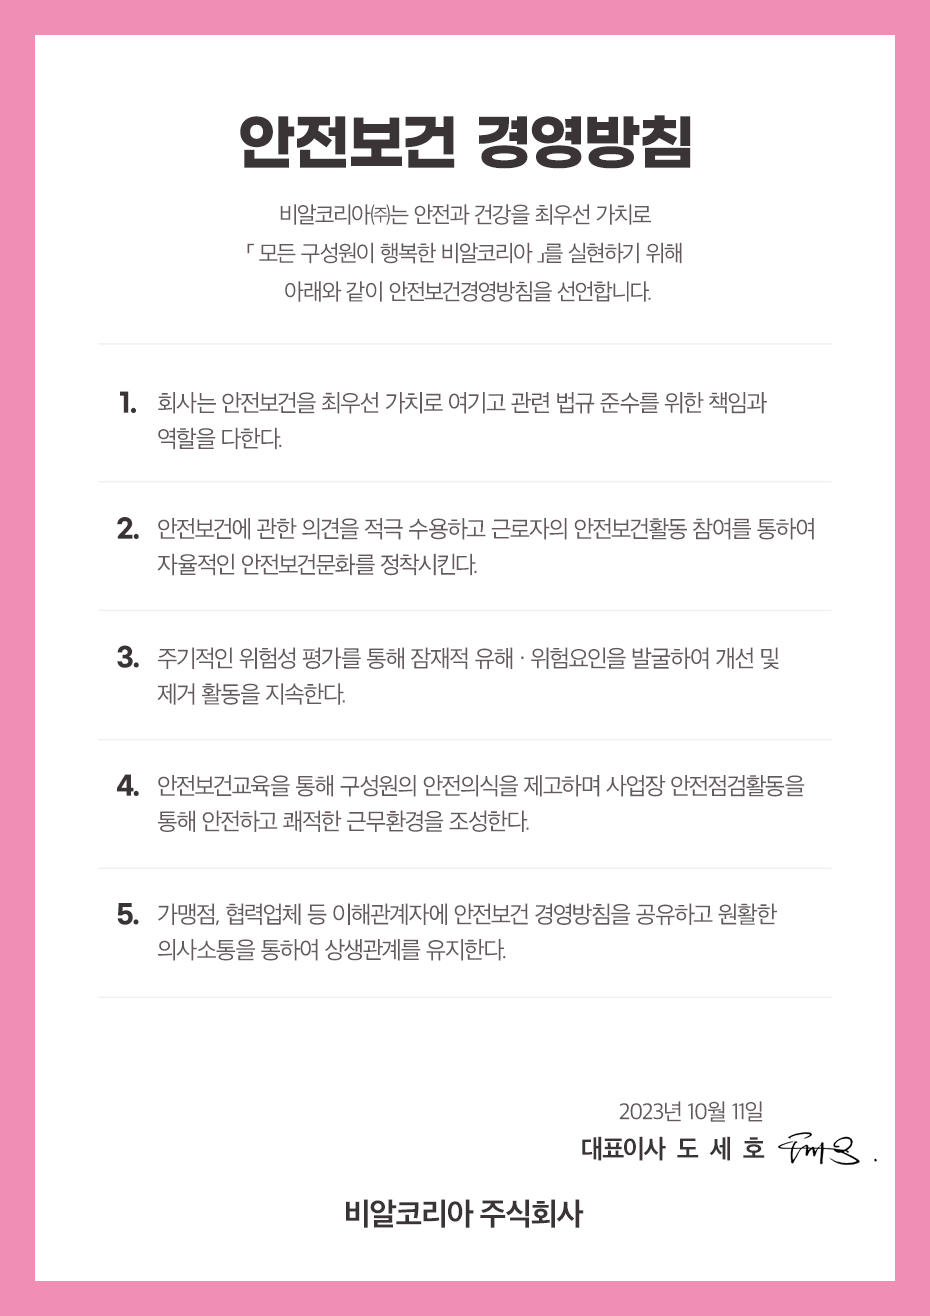 안전보건 경영방침
비알코리아㈜는 안전과 건강을 최우선 가치로
「 모든 구성원이 행복한 비알코리아 」를 실현하기 위해
아래와 같이 안전보건경영방침을 선언합니다.
1. 회사는 안전보건을 최우선 가치로 여기고 관련 법규 준수를 위한 책임과
역할을 다한다.
2. 안전보건에 관한 의견을 적극 수용하고 근로자의 안전보건활동 참여를 통하여
자율적인 안전보건문화를 정착시킨다.
3. 주기적인 위험성 평가를 통해 잠재적 유해 · 위험요인을 발굴하여 개선 및
제거 활동을 지속한다.
4. 안전보건교육을 통해 구성원의 안전의식을 제고하며 사업장 안전점검활동을
통해 안전하고 쾌적한 근무환경을 조성한다.
5. 가맹점, 협력업체 등 이해관계자에 안전보건 경영방침을 공유하고 원활한
의사소통을 통하여 상생관계를 유지한다.
2023년 10월 11일
대표이사 도 세 호
비알코리아 주식회사